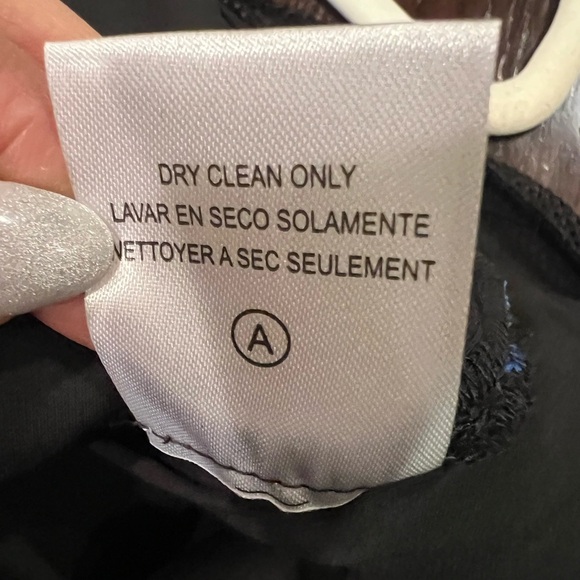 DRY CLEAN ONLY
LAVAR EN SECO SOLAMENTE
NETTOYER A SEC SEULEMENT
A